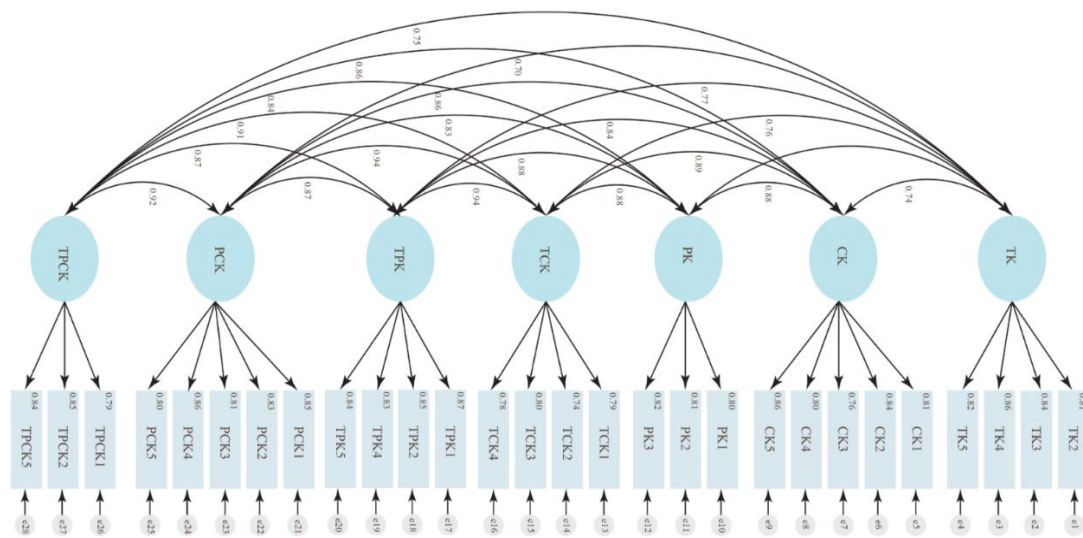 0.75
0.86
0.70
0.84
0.86
0.77
0.91
0.83
0.84
0.76
0.87
0.94
0.88
0.89
0.92
0.87
0.94
0.88
0.88
0.74
TPCK
PCK
TPK
TCK
PK
CK
TK
0.84
0.85
0.79
0.80
0.86
0.81
0.83
0.85
0.84
0.83
0.85
0.87
0.78
0.80
0.74
0.79
0.82
0.81
0.80
0.86
0.80
0.76
0.84
0.81
0.82
0.86
0.84
0.81
TPCK5
TPCK2
TPCK1
PCK5
PCK4
PCK3
PCK2
PCK1
TPK5
TPK4
TPK2
TPK1
TCK4
TCK3
TCK2
TCK1
PK3
PK2
PK1
CK5
CK4
CK3
CK2
CK1
TK5
TK4
TK3
TK2
e28
e27
e26
e25
e24
e23
e22
e21
e20
e19
e18
e17
e16
e15
e14
e13
e12
e11
e10
e9
e8
e7
e6
e5
e4
e3
e2
e1